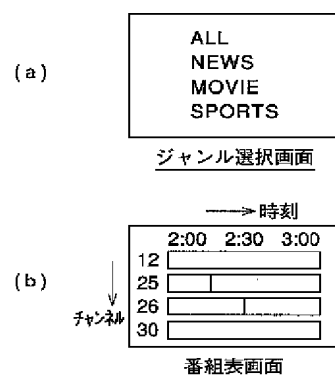 (a)
ALL
NEWS
MOVIE
SPORTS
ジャンル選択画面
(b)
→時刻
2:00 2:30 3:00
12
25
26
30
↓
チャンネル
番組表画面